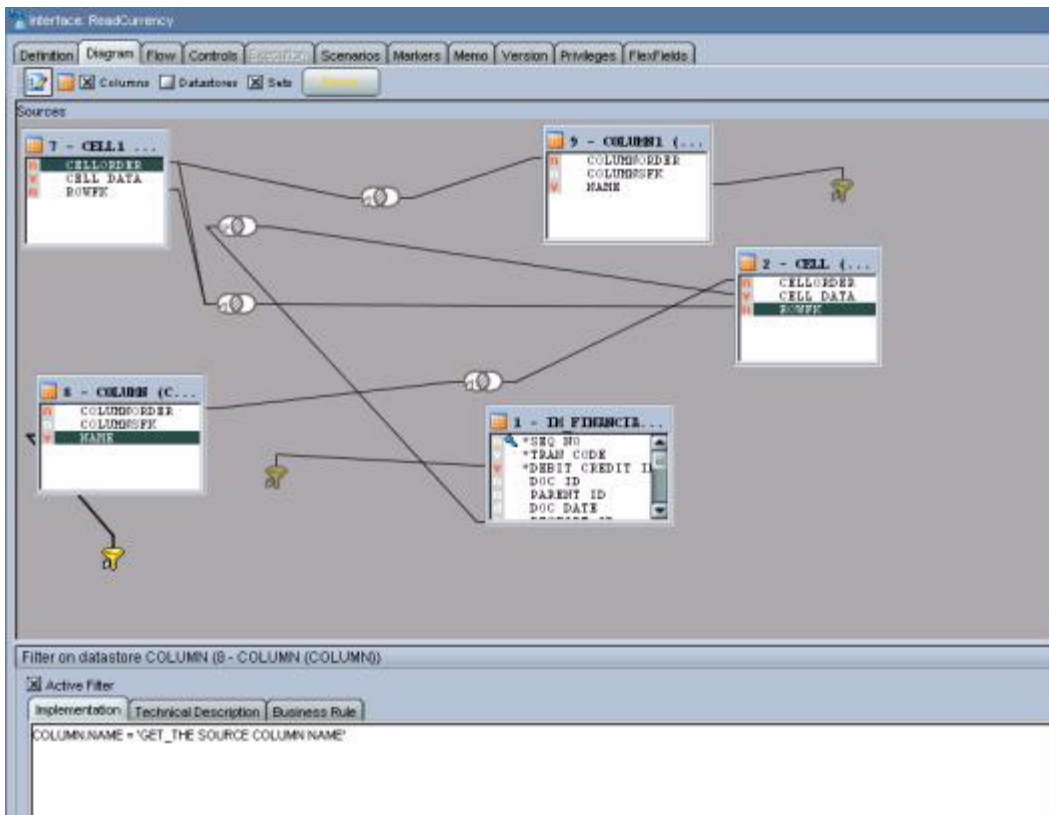 Interface: ReadCurrency
Definition Diagram Flow Controls Execution Scenarios Markers Memo Version Privileges FlexFields
Columns Datastores Sets
Sources
7 - CELL1 ...
CELLORDER
CELL DATA
ROWFK
9 - COLUMN1 (...
COLUMNORDER
COLUMNSFK
NAME
2 - CELL (...
CELLORDER
CELL DATA
ROWFK
8 - COLUMN (C...
COLUMNORDER
COLUMNSFK
NAME
1 - IM_FINANCIA...
*SEQ NO
*TRAN CODE
*DEBIT CREDIT I
DOC ID
PARENT ID
DOC DATE
Filter on datastore COLUMN (8 - COLUMN (COLUMN))
Active Filter
Implementation Technical Description Business Rule
COLUMN.NAME = 'GET_THE SOURCE COLUMN NAME'